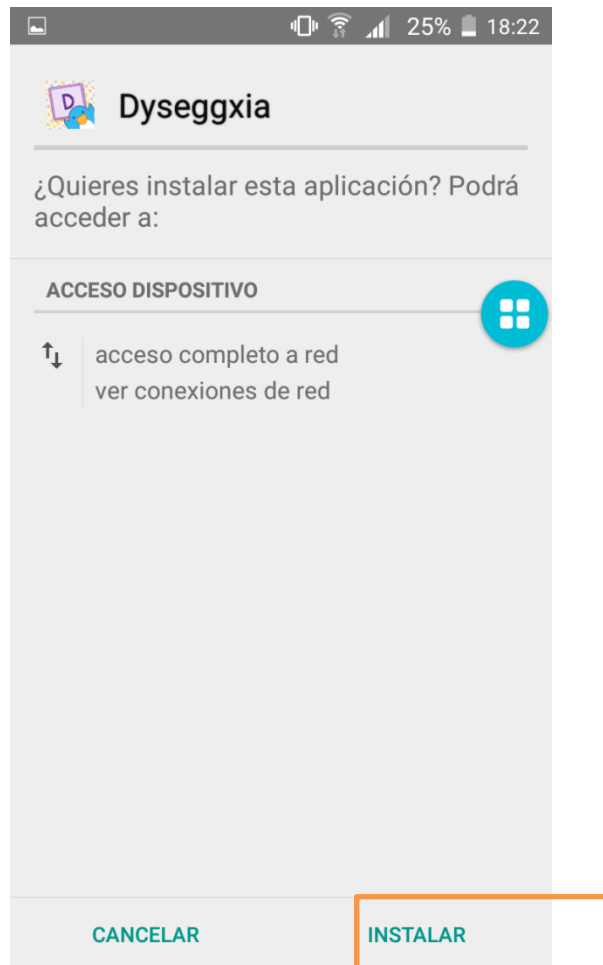 25% 18:22
D
Dyseggxia
¿Quieres instalar esta aplicación? Podrá
acceder a:
ACCESO DISPOSITIVO
acceso completo a red
ver conexiones de red
CANCELAR INSTALAR